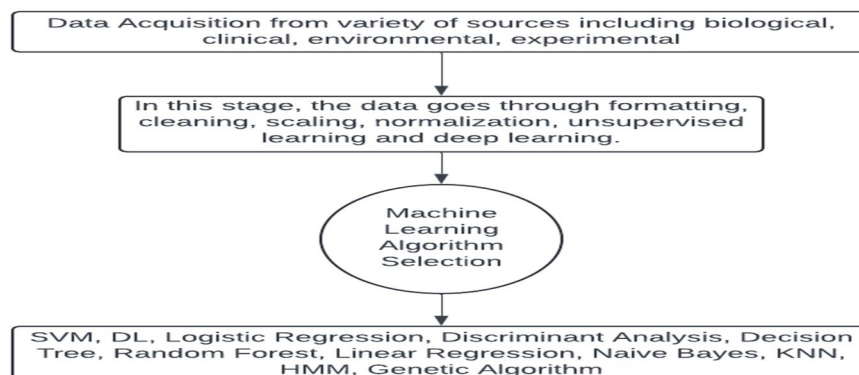 Data Acquisition from variety of sources including biological,
clinical, environmental, experimental
In this stage, the data goes through formatting,
cleaning, scaling, normalization, unsupervised
learning and deep learning.
Machine
Learning
Algorithm
Selection
SVM, DL, Logistic Regression, Discriminant Analysis, Decision
Tree, Random Forest, Linear Regression, Naive Bayes, KNN,
HMM, Genetic Algorithm